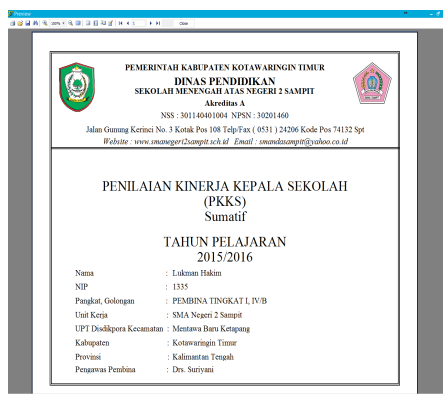 Preview
100%
1
Close
PEMERINTAH KABUPATEN KOTAWARINGIN TIMUR
DINAS PENDIDIKAN
SEKOLAH MENENGAH ATAS NEGERI 2 SAMPIT
Akreditas A
NSS : 301140401004 NPSN : 30201460
Jalan Gunung Kerinci No. 3 Kotak Pos 108 Telp/Fax ( 0531 ) 24206 Kode Pos 74132 Spt
Website : www.smanegeri2sampit.sch.id Email : smandasampit@yahoo.co.id
PENILAIAN KINERJA KEPALA SEKOLAH
(PKKS)
Sumatif
TAHUN PELAJARAN
2015/2016
Nama : Lukman Hakim
NIP : 1335
Pangkat, Golongan : PEMBINA TINGKAT I, IV/B
Unit Kerja : SMA Negeri 2 Sampit
UPT Disdikpora Kecamatan : Mentawa Baru Ketapang
Kabupaten : Kotawaringin Timur
Provinsi : Kalimantan Tengah
Pengawas Pembina : Drs. Suriyani